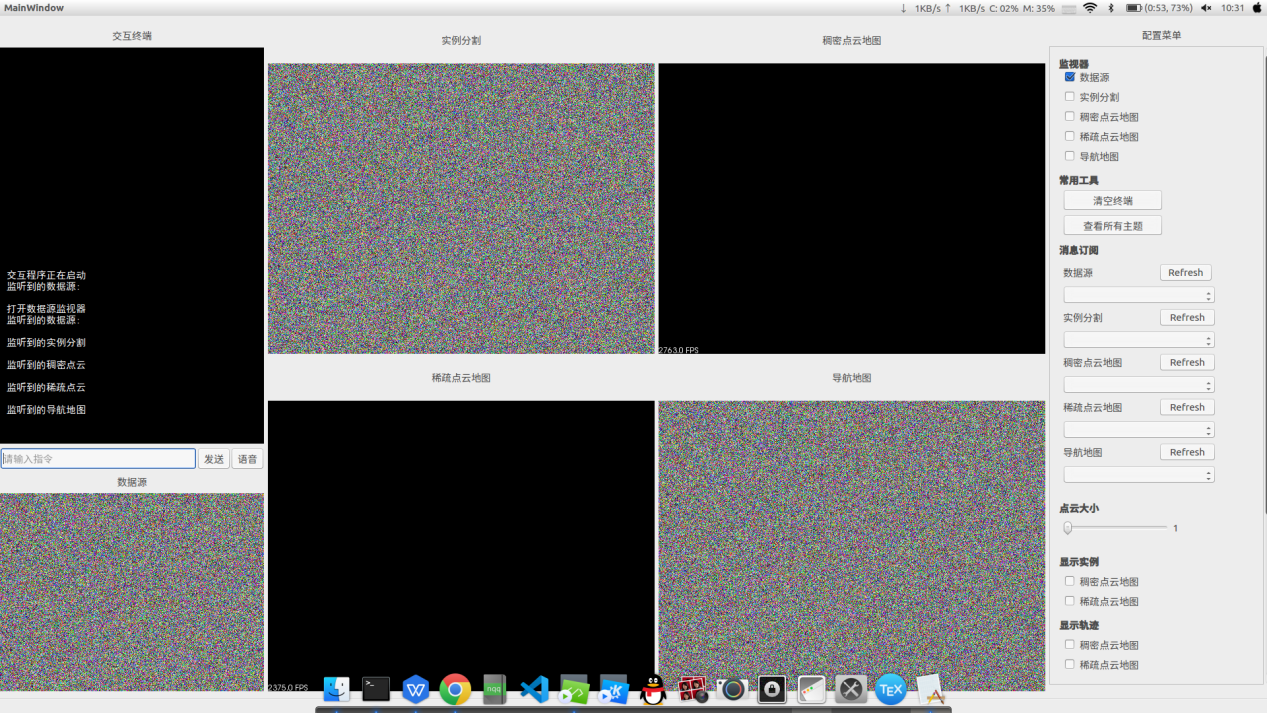 MainWindow
↓ 1KB/s ↑ 1KB/s C: 02% M: 35%
(0:53, 73%)
10:31
交互终端
交互程序正在启动
监听到的数据源:
打开数据源监视器
监听到的数据源:
监听到的实例分割
监听到的稠密点云
监听到的稀疏点云
监听到的导航地图
请输入指令
发送
语音
数据源
实例分割
稠密点云地图
2763.0 FPS
稀疏点云地图
2375.0 FPS
导航地图
配置菜单
监视器
数据源
实例分割
稠密点云地图
稀疏点云地图
导航地图
常用工具
清空终端
查看所有主题
消息订阅
数据源 Refresh
实例分割 Refresh
稠密点云地图 Refresh
稀疏点云地图 Refresh
导航地图 Refresh
点云大小
1
显示实例
稠密点云地图
稀疏点云地图
显示轨迹
稠密点云地图
稀疏点云地图
>_
W
nqq
TEX